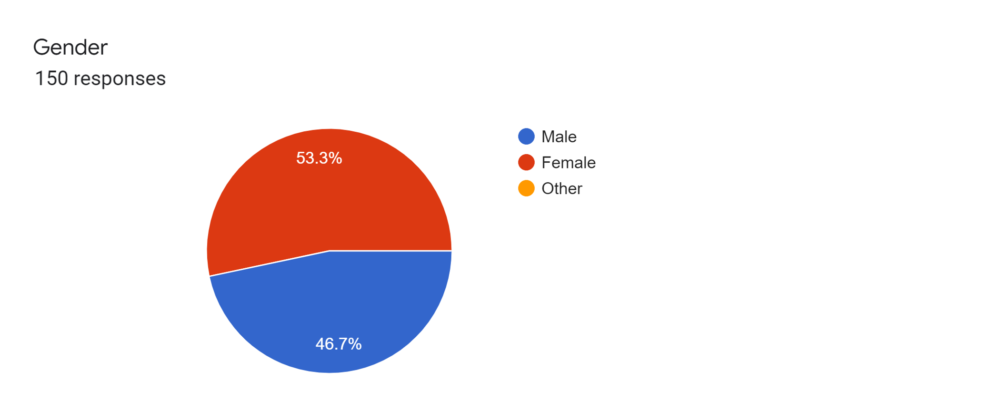 Gender
150 responses
53.3%
46.7%
Male
Female
Other